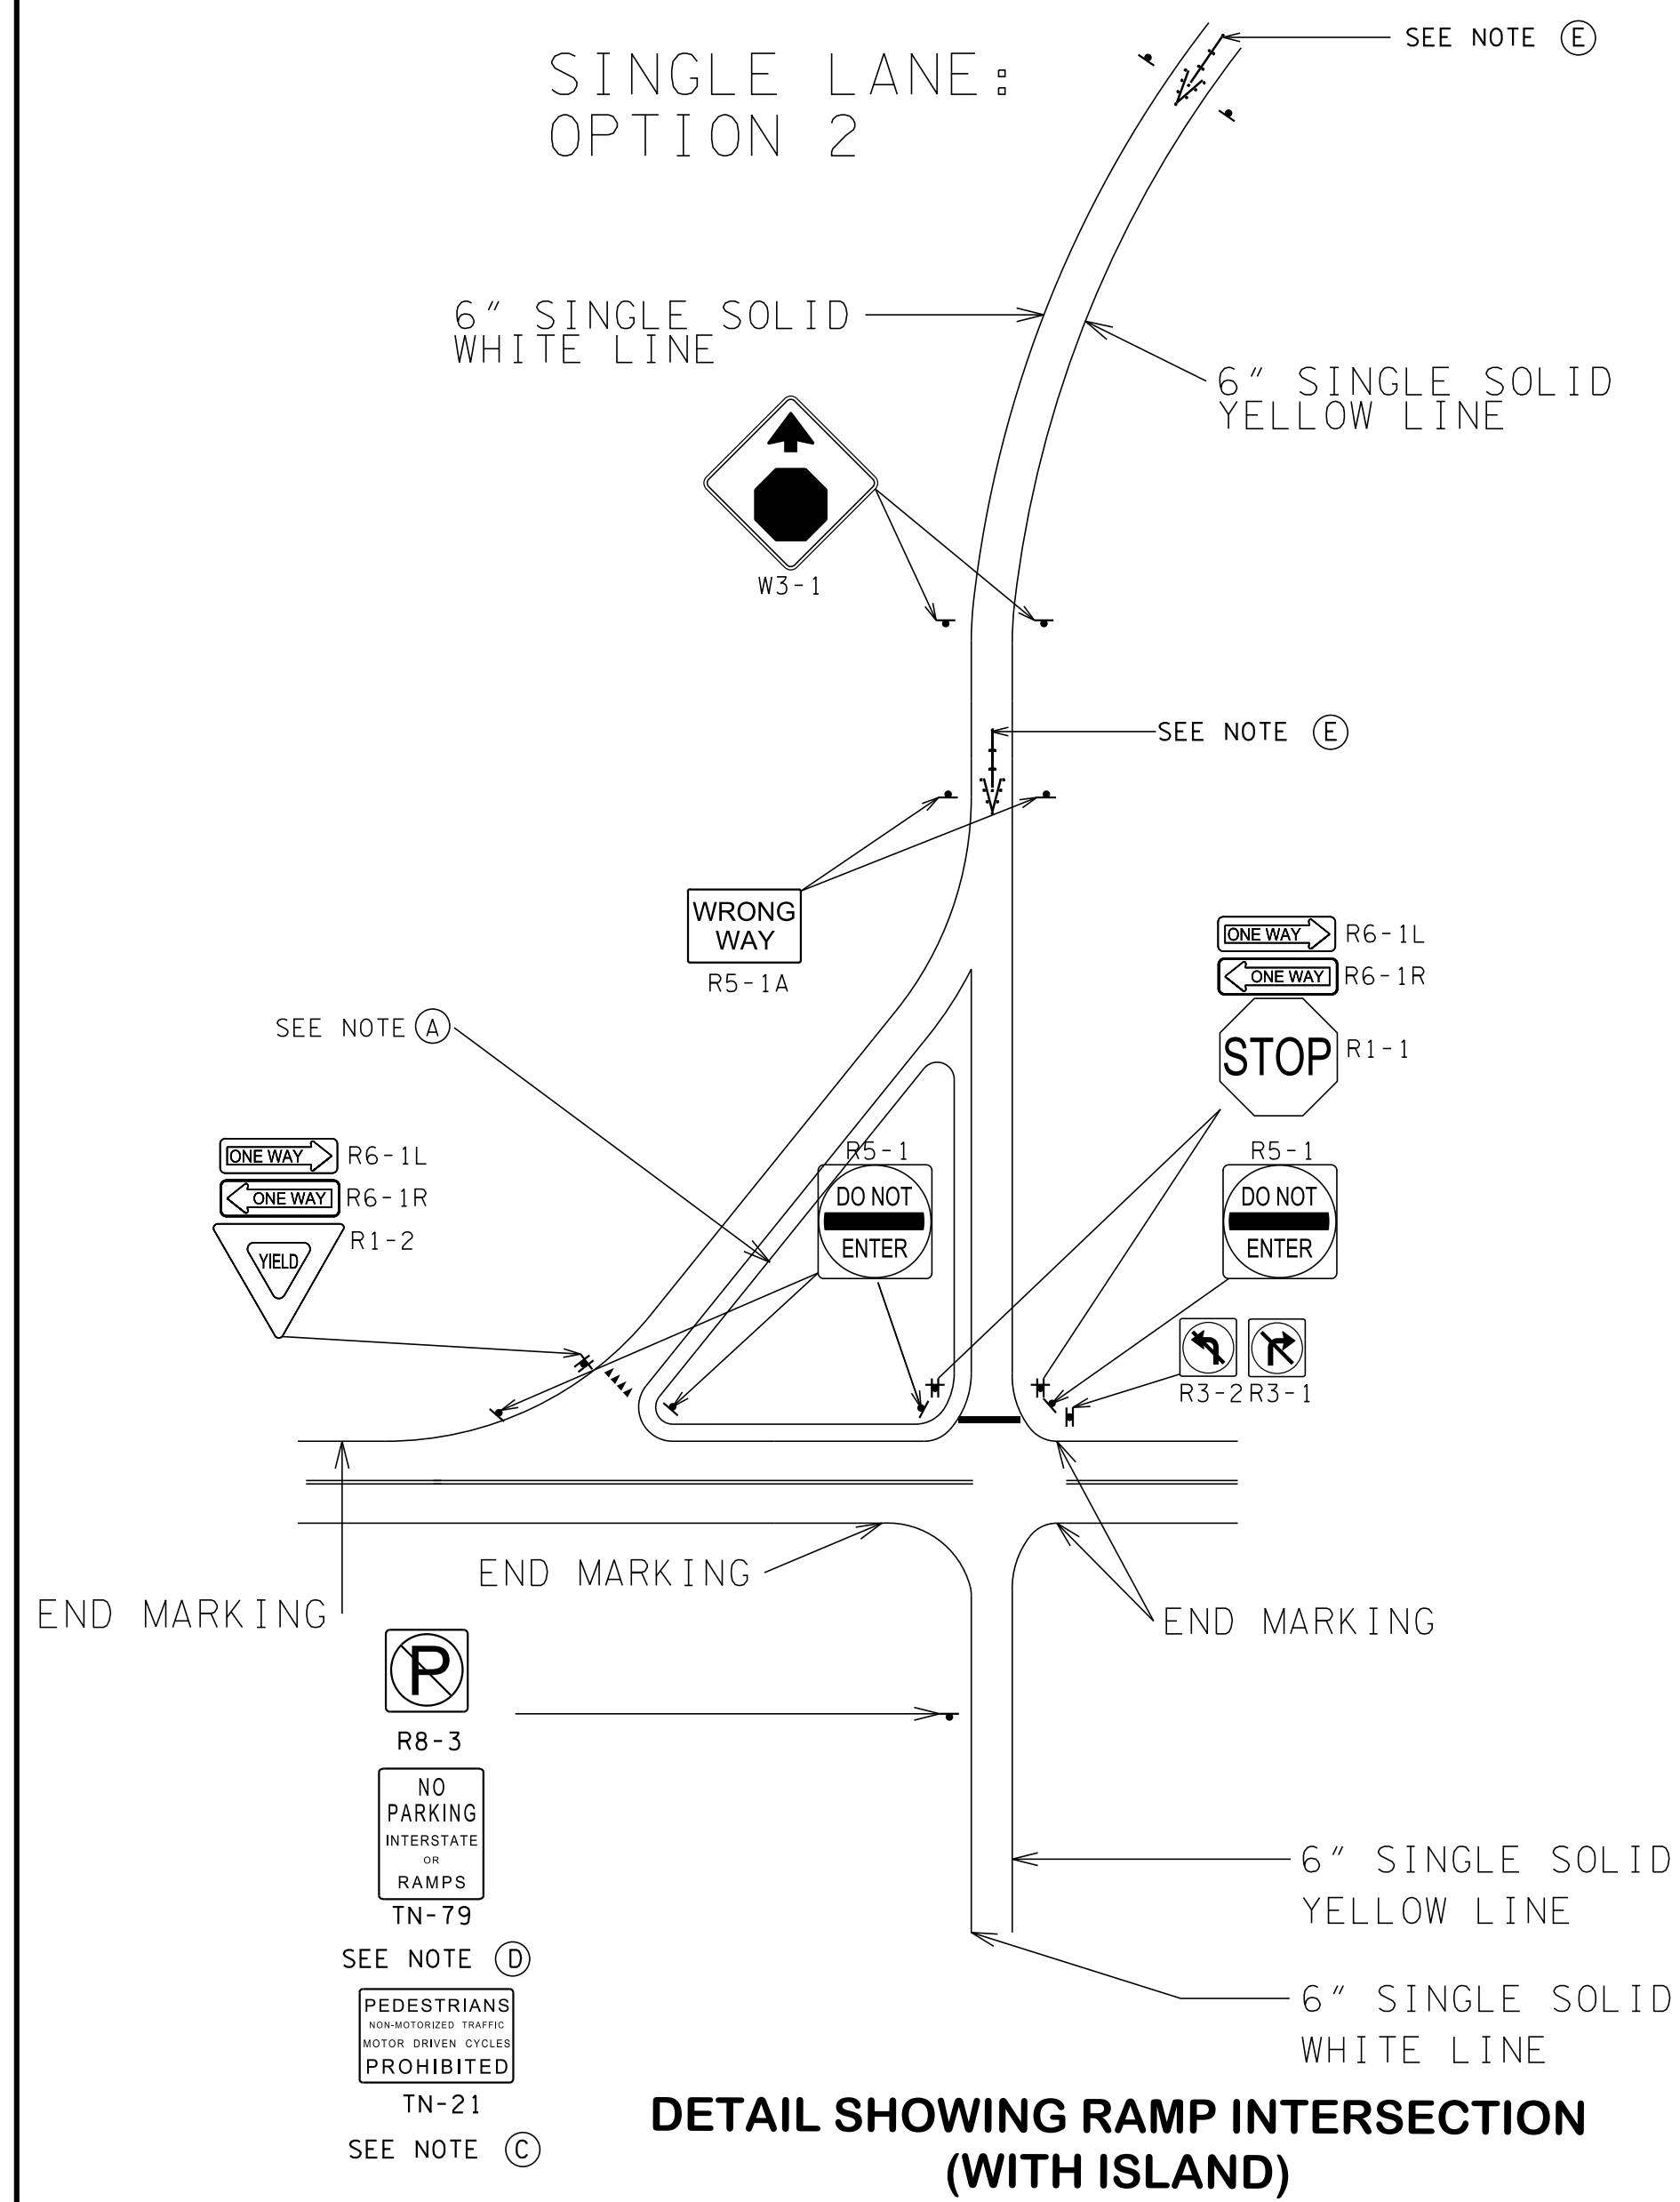 SEE NOTE E
SINGLE LANE:
OPTION 2
6" SINGLE SOLID
WHITE LINE
6" SINGLE SOLID
YELLOW LINE
W3-1
SEE NOTE E
WRONG
WAY
R5-1A
ONE WAY R6-1L
ONE WAY R6-1R
STOP R1-1
SEE NOTE A
ONE WAY R6-1L
ONE WAY R6-1R
YIELD R1-2
R5-1
DO NOT
ENTER
R5-1
DO NOT
ENTER
R3-2 R3-1
END MARKING
END MARKING
END MARKING
P
R8-3
NO
PARKING
INTERSTATE
OR
RAMPS
TN-79
SEE NOTE D
PEDESTRIANS
NON-MOTORIZED TRAFFIC
MOTOR DRIVEN CYCLES
PROHIBITED
TN-21
SEE NOTE C
6" SINGLE SOLID
YELLOW LINE
6" SINGLE SOLID
WHITE LINE
DETAIL SHOWING RAMP INTERSECTION
(WITH ISLAND)